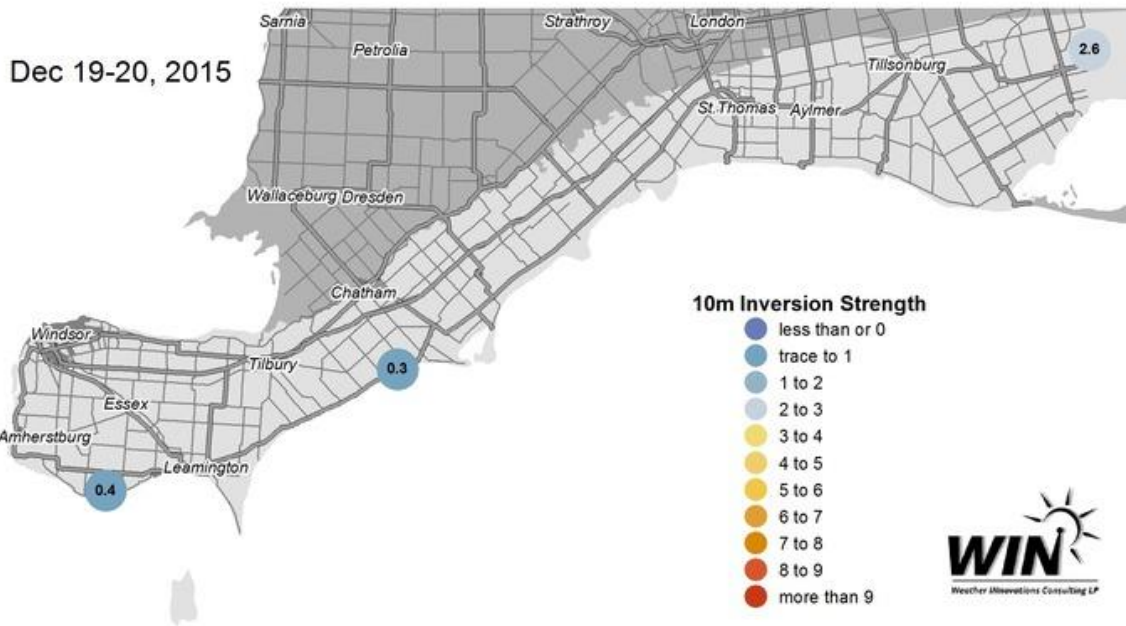 Sarnia
Strathroy
London
Petrolia
Dec 19-20, 2015
2.6
Tillsonburg
St.Thomas
Aylmer
Wallaceburg
Dresden
Chatham
10m Inversion Strength
less than or 0
trace to 1
1 to 2
2 to 3
3 to 4
4 to 5
5 to 6
6 to 7
7 to 8
8 to 9
more than 9
Windsor
Tilbury
0.3
Essex
Amherstburg
Leamington
0.4
WIN
Weather INnovations Consulting LP